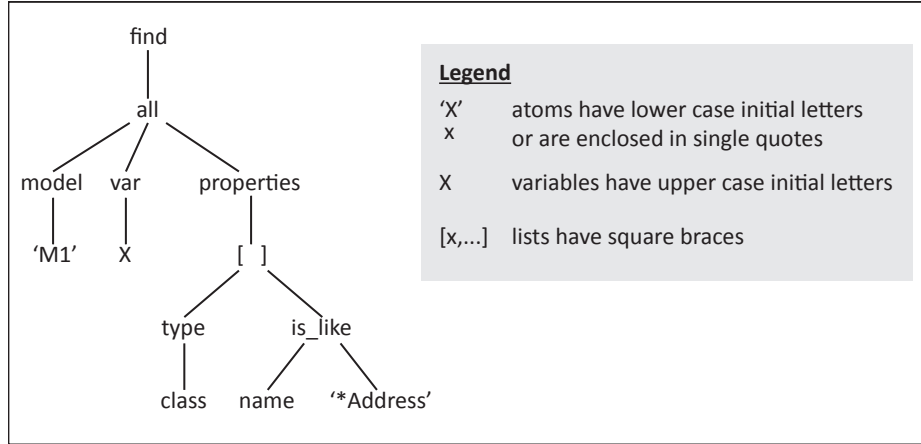 find
all
model var properties
‘M1’ X [ ]
type is_like
class name ‘*Address’
Legend
‘X’ atoms have lower case initial letters
x or are enclosed in single quotes
X variables have upper case initial letters
[x,...] lists have square braces